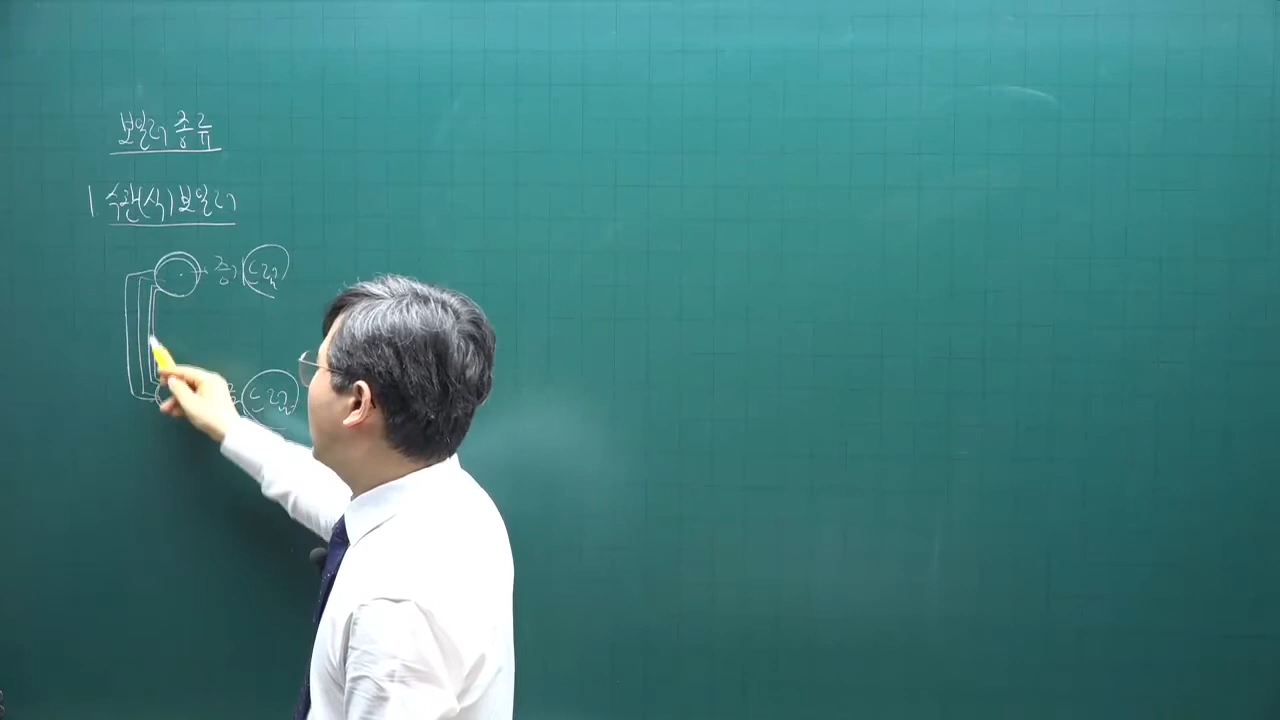 보일러 종류
1 수관(식) 보일러
증기 드럼
드럼